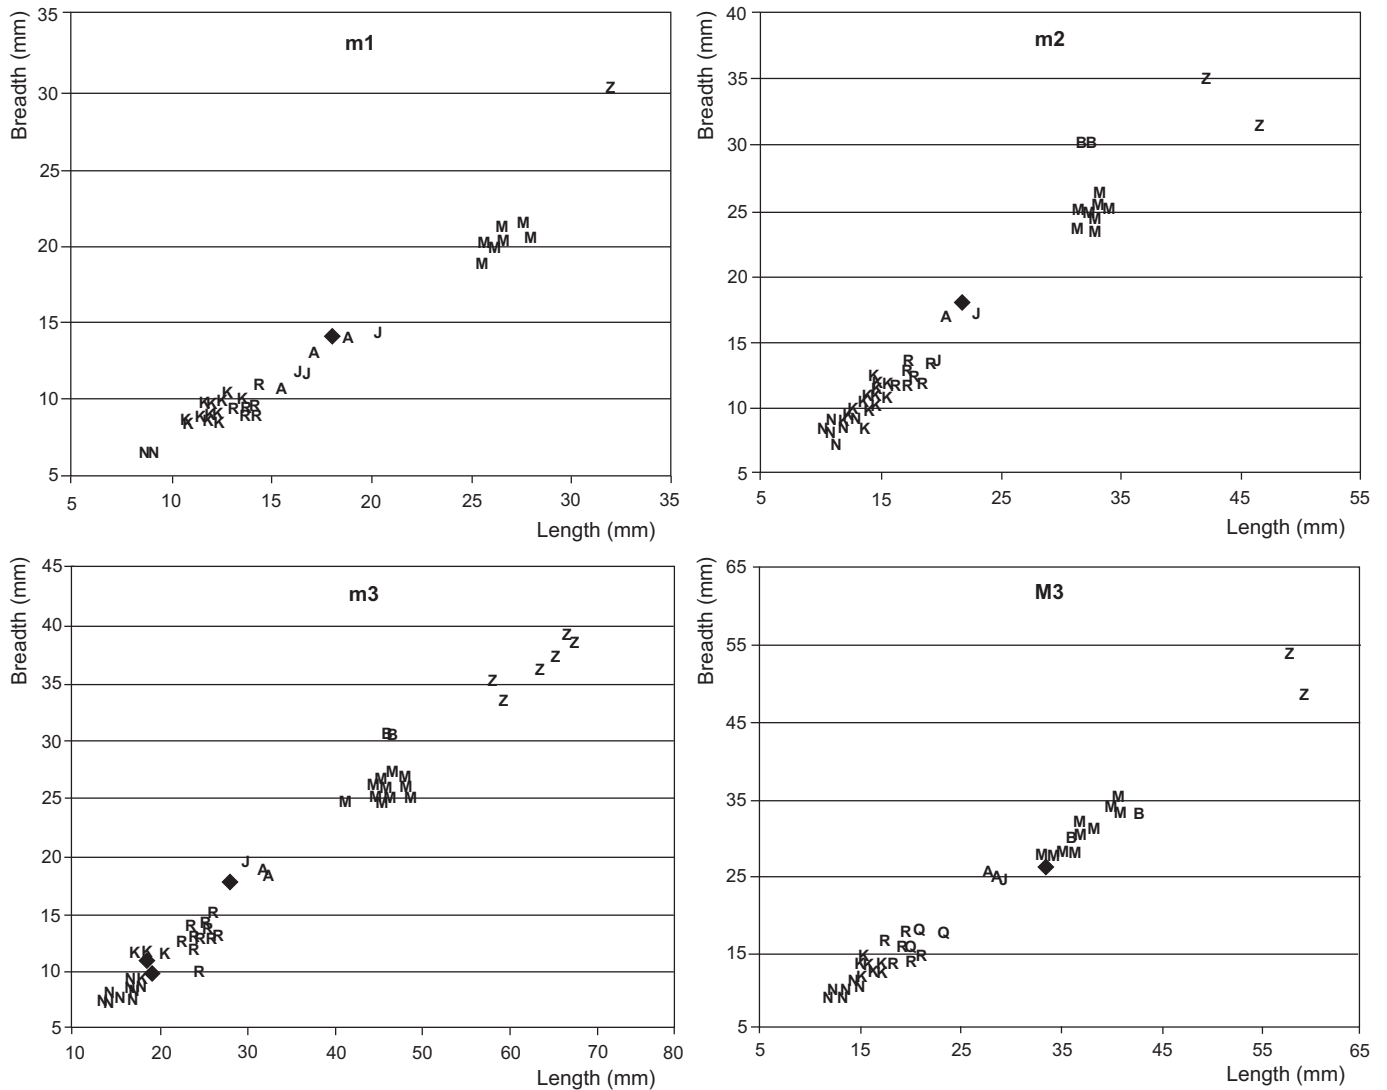 Breadth (mm)
35
m1
30
Z
25
M M
M M M
M
20
M
15
A J
A
J J
R A
10
K K K R
K K R R
K K K K R R
K K K
N N
5
5 10 15 20 25 30 35
Length (mm)
Breadth (mm)
40
m2
35
Z
Z
30
B B
M
M M M
25
M M
M M
20
A J
15
R R J
K R R
K K R R R
K K K
K K
10
K K K
N K N
N N N K
N
5
5 15 25 35 45 55
Length (mm)
Breadth (mm)
45
m3
40
Z Z
Z
Z
35
Z
Z
30
B B
M M
M M M M
25
M M M M M
20
J A
A
15
R
R R R
R R R R R
K K K R
10
R
N K
N N N
N N N N N
5
10 20 30 40 50 60 70 80
Length (mm)
Breadth (mm)
65
M3
55
Z
Z
45
35
M
M M B
M M
B M
M M M M
25
A A J
15
R Q Q
R R Q
K R
K K K R R
K K K
N N
N N
N N
5
5 15 25 35 45 55 65
Length (mm)